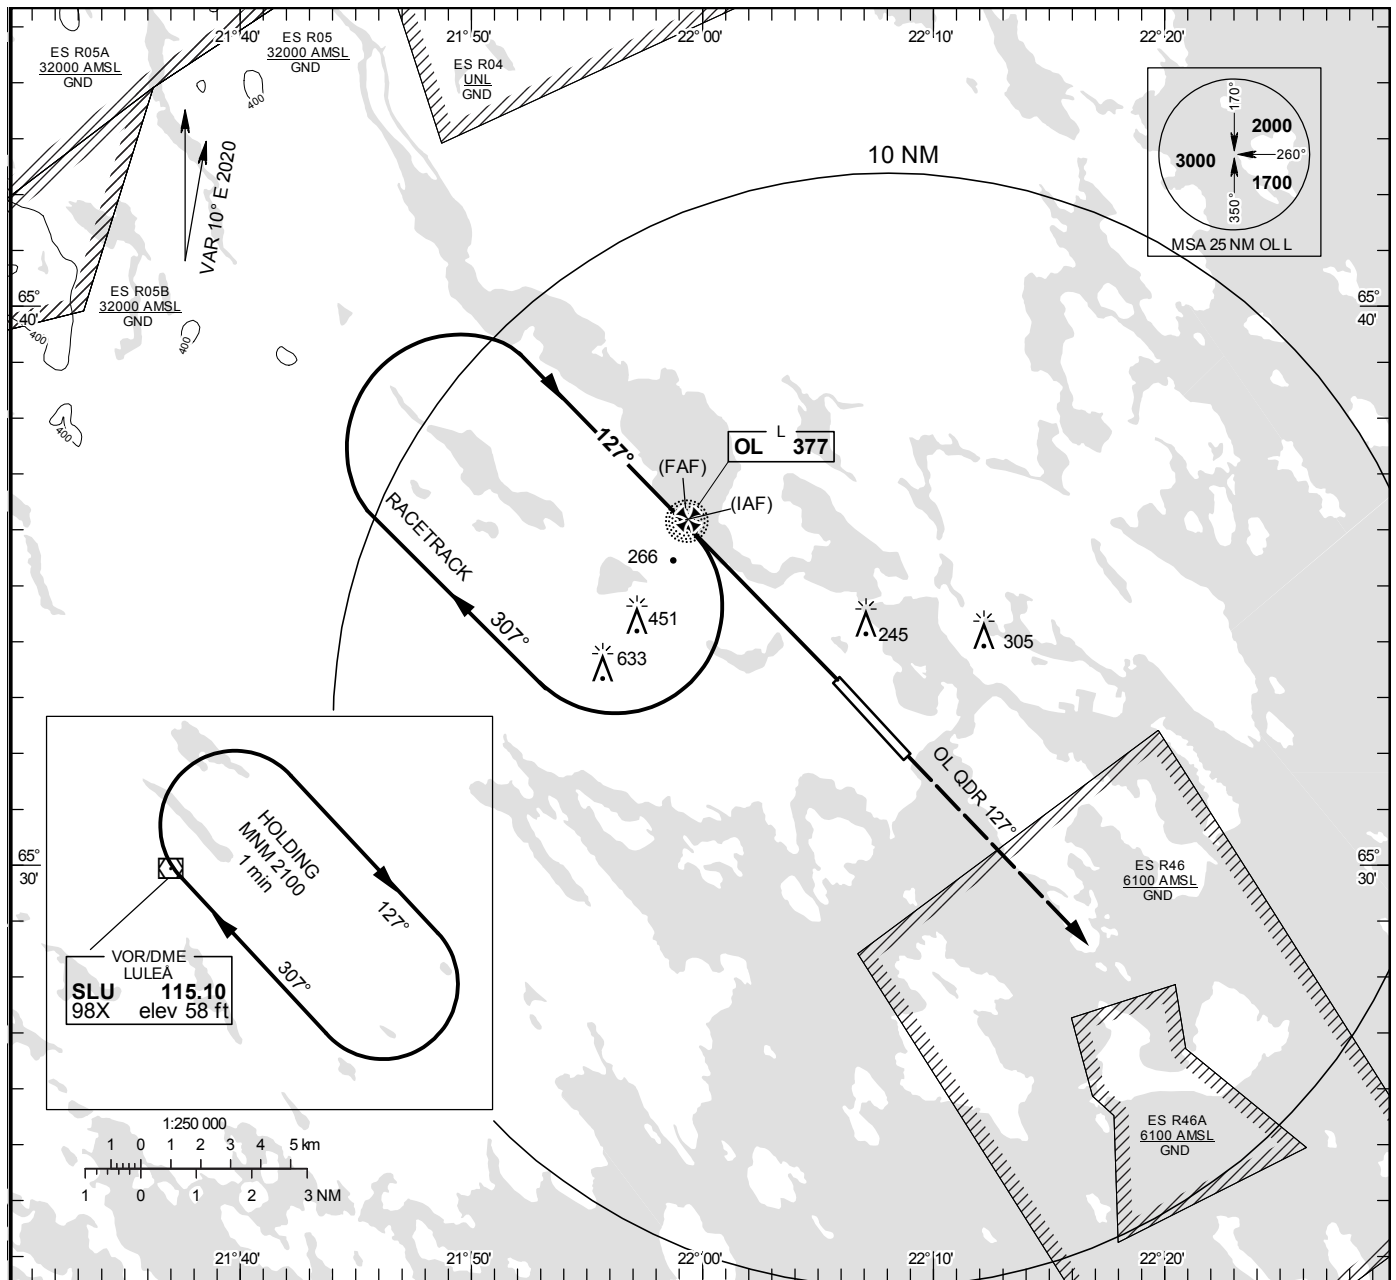 21°40'
21°50'
22°00'
22°10'
22°20'
ES R05A
32000 AMSL
GND
ES R05
32000 AMSL
GND
ES R04
UNL
GND
400
VAR 10° E 2020
10 NM
170°
2000
3000
260°
1700
350°
MSA 25 NM OL L
65°
40'
65°
40'
ES R05B
32000 AMSL
GND
400
400
400
127°
L
OL 377
(FAF)
(IAF)
RACETRACK
266
451
307°
633
245
305
OL QDR 127°
HOLDING
MNM 2100
1 min
127°
307°
VOR/DME
LULEÅ
SLU 115.10
98X elev 58 ft
65°
30'
65°
30'
ES R46
6100 AMSL
GND
ES R46A
6100 AMSL
GND
1:250 000
1 0 1 2 3 4 5 km
1 0 1 2 3 NM
21°40'
21°50'
22°00'
22°10'
22°20'